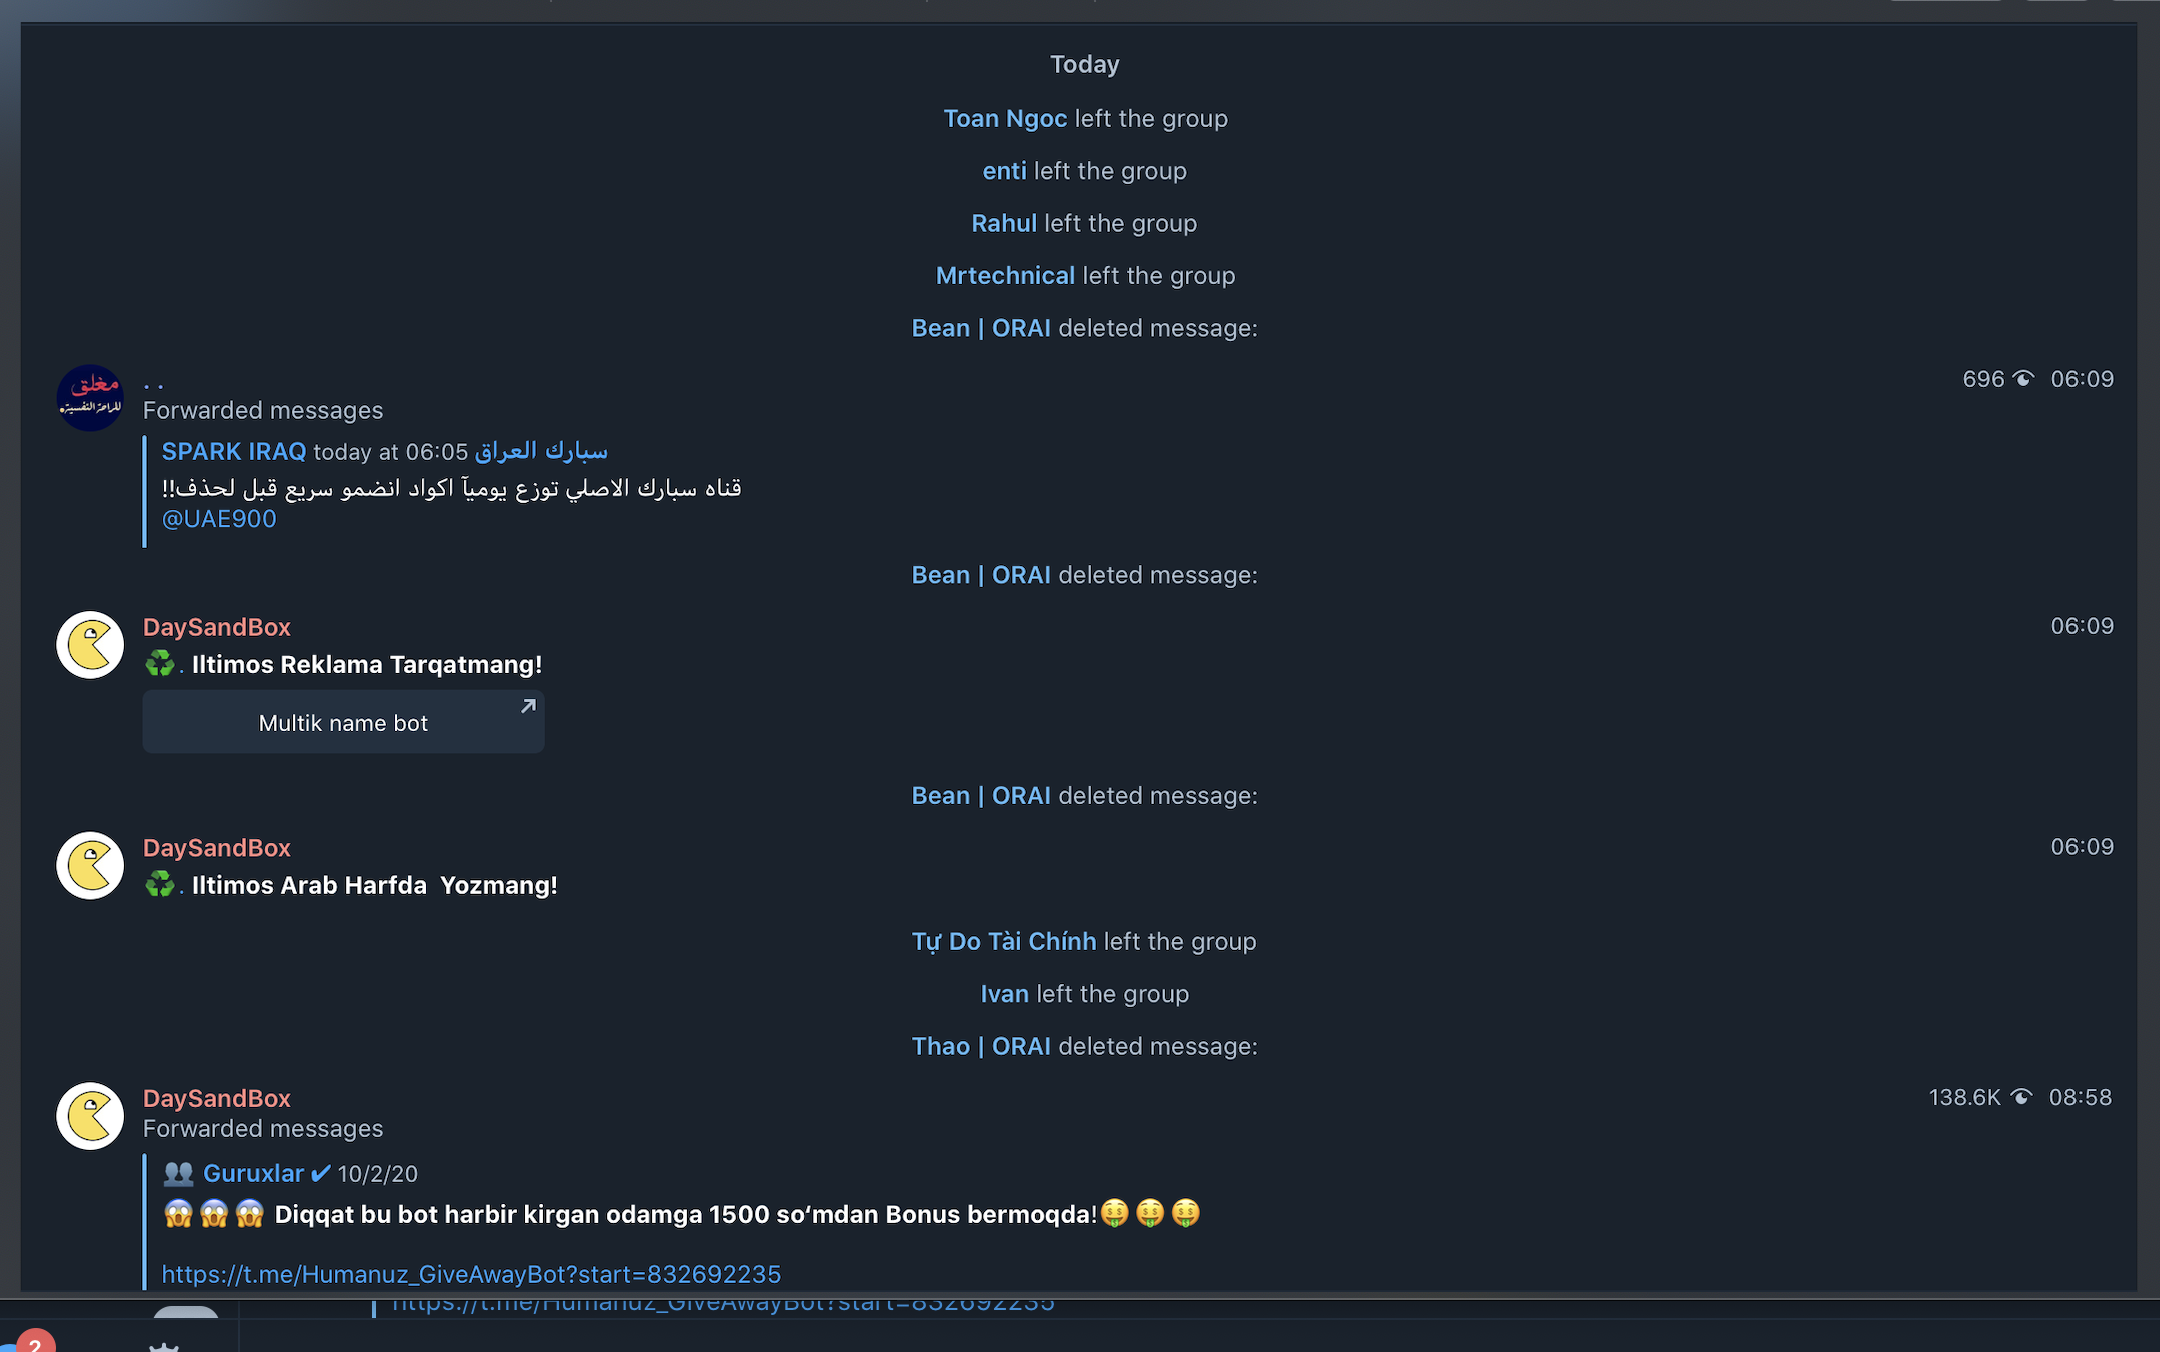 Today
Toan Ngoc left the group
enti left the group
Rahul left the group
Mrtechnical left the group
Bean | ORAI deleted message:
مغلق
للراحة النفسية
. .
696 06:09
Forwarded messages
SPARK IRAQ today at 06:05 سبارك العراق
قناه سبارك الاصلي توزع يوميآ اكواد انضمو سريع قبل لحذف!!
@UAE900
Bean | ORAI deleted message:
DaySandBox 06:09
♻️. Iltimos Reklama Tarqatmang!
Multik name bot
Bean | ORAI deleted message:
DaySandBox 06:09
♻️. Iltimos Arab Harfda Yozmang!
Tự Do Tài Chính left the group
Ivan left the group
Thao | ORAI deleted message:
DaySandBox 138.6K 08:58
Forwarded messages
👥 Guruxlar ✔ 10/2/20
😱😱😱 Diqqat bu bot harbir kirgan odamga 1500 so‘mdan Bonus bermoqda!🤑🤑🤑
https://t.me/Humanuz_GiveAwayBot?start=832692235
https://t.me/Humanuz_GiveAwayBot?start=832692235
2